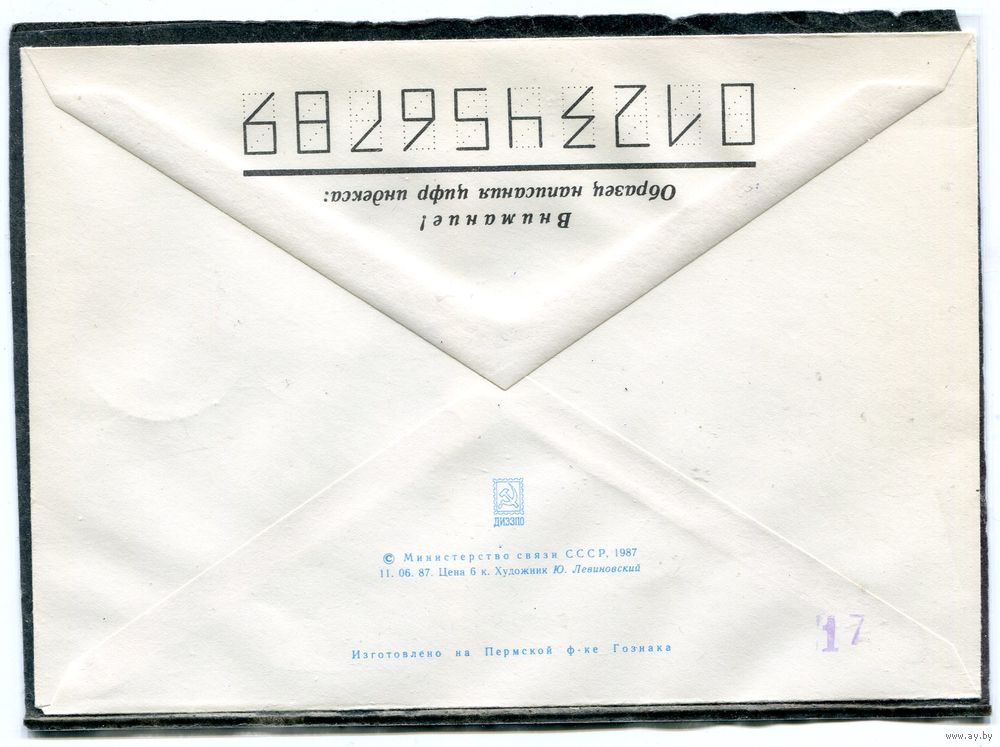 Внимание!
Образец написания цифр индекса:
0123456789
ДИЭЗПО
© Министерство связи СССР, 1987
11. 06. 87. Цена 6 к. Художник Ю. Левиновский
Изготовлено на Пермской ф-ке Гознака
17
www.ay.by